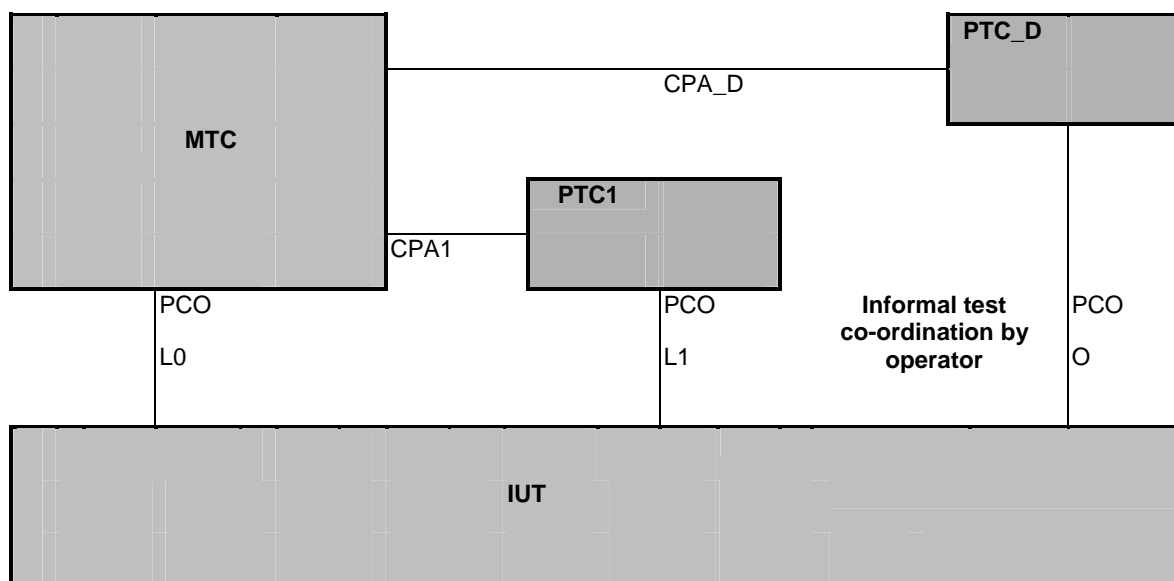 PTC_D
CPA_D
MTC
PTC1
CPA1
PCO
PCO
Informal test
co-ordination by
operator
PCO
L0
L1
O
IUT